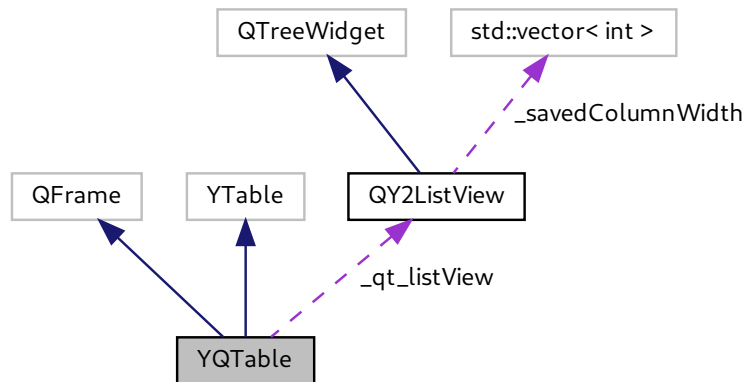 QTreeWidget
std::vector< int >
_savedColumnWidth
QFrame
YTable
QY2ListView
_qt_listView
YQTable